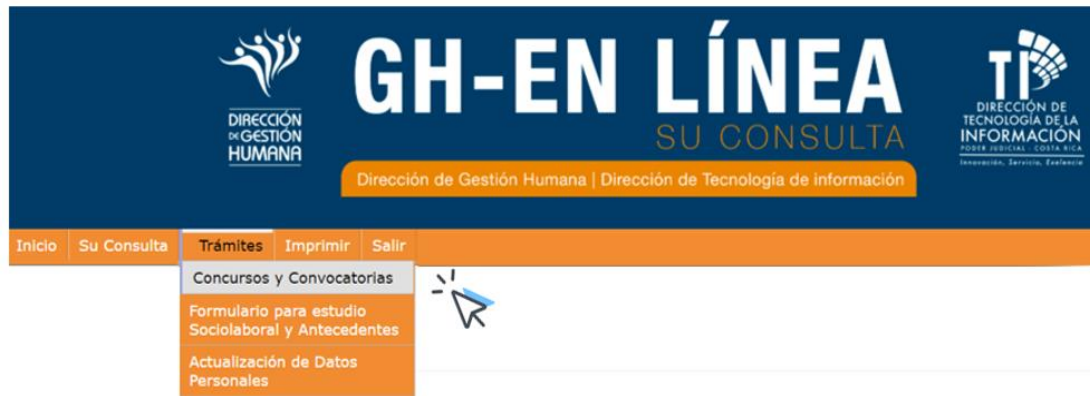 DIRECCIÓN
DE GESTIÓN
HUMANA
GH-EN LÍNEA
SU CONSULTA
Dirección de Gestión Humana | Dirección de Tecnología de información
TI
DIRECCIÓN DE
TECNOLOGÍA DE LA
INFORMACIÓN
PODER JUDICIAL - COSTA RICA
Innovación, Servicio, Exelencia
Inicio Su Consulta Trámites Imprimir Salir
Concursos y Convocatorias
Formulario para estudio
Sociolaboral y Antecedentes
Actualización de Datos
Personales